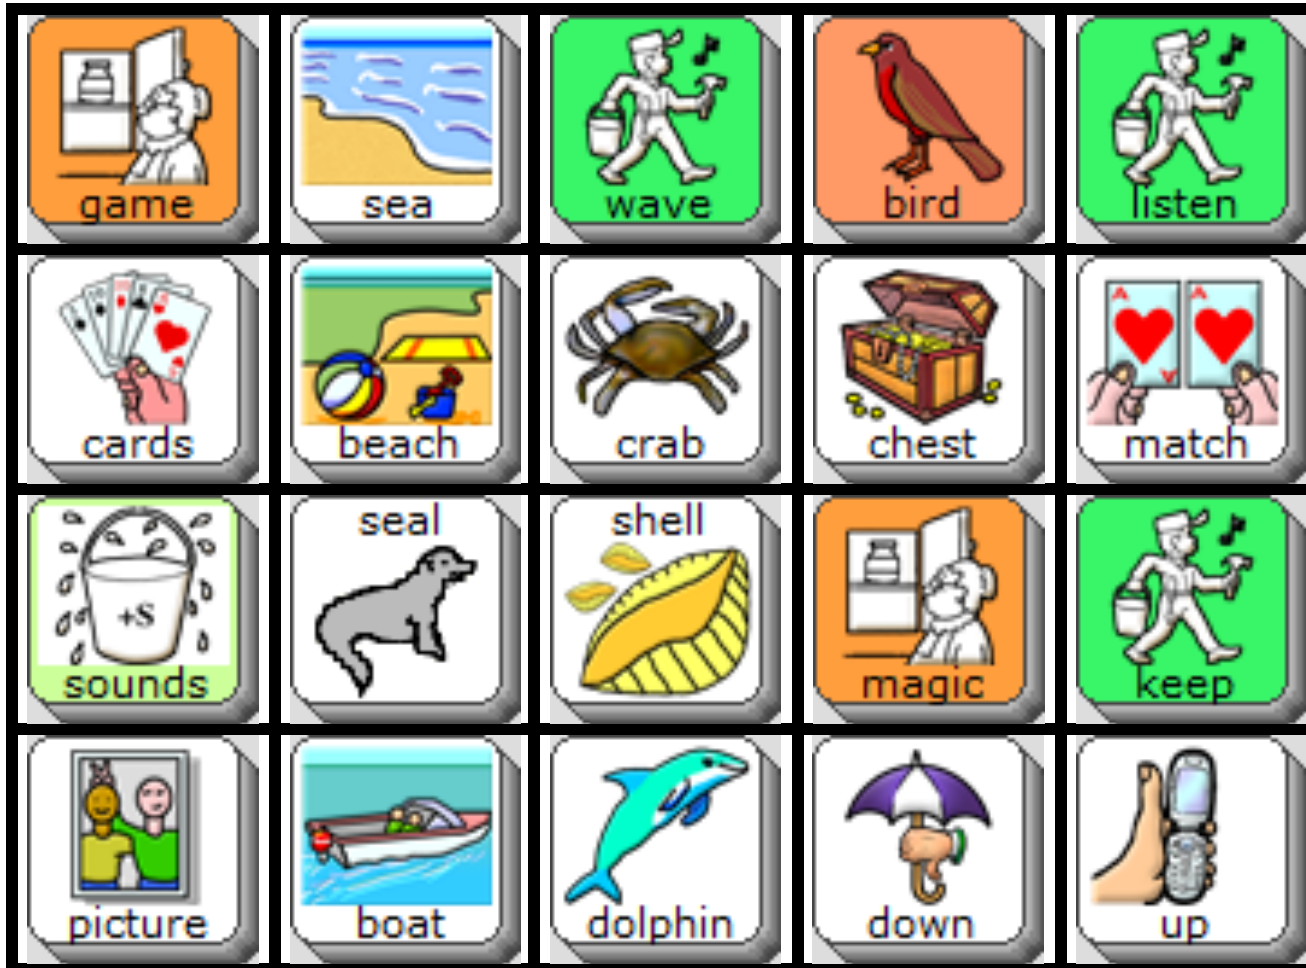 game
sea
wave
bird
listen
cards
beach
crab
chest
match
+S
sounds
seal
shell
magic
keep
picture
boat
dolphin
down
up